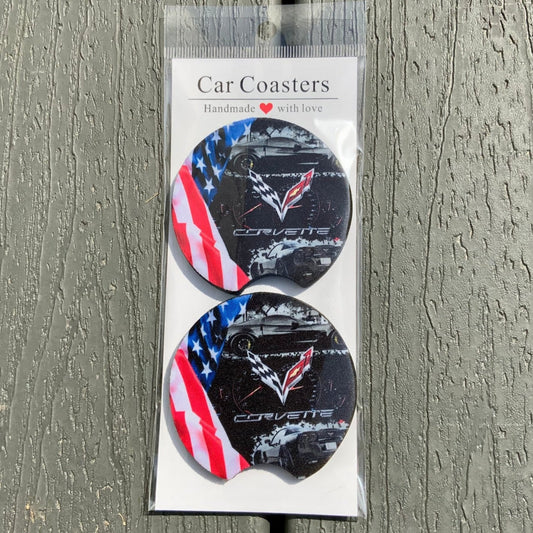 Car Coasters
Handmade ❤ with love
CORVETTE
CORVETTE